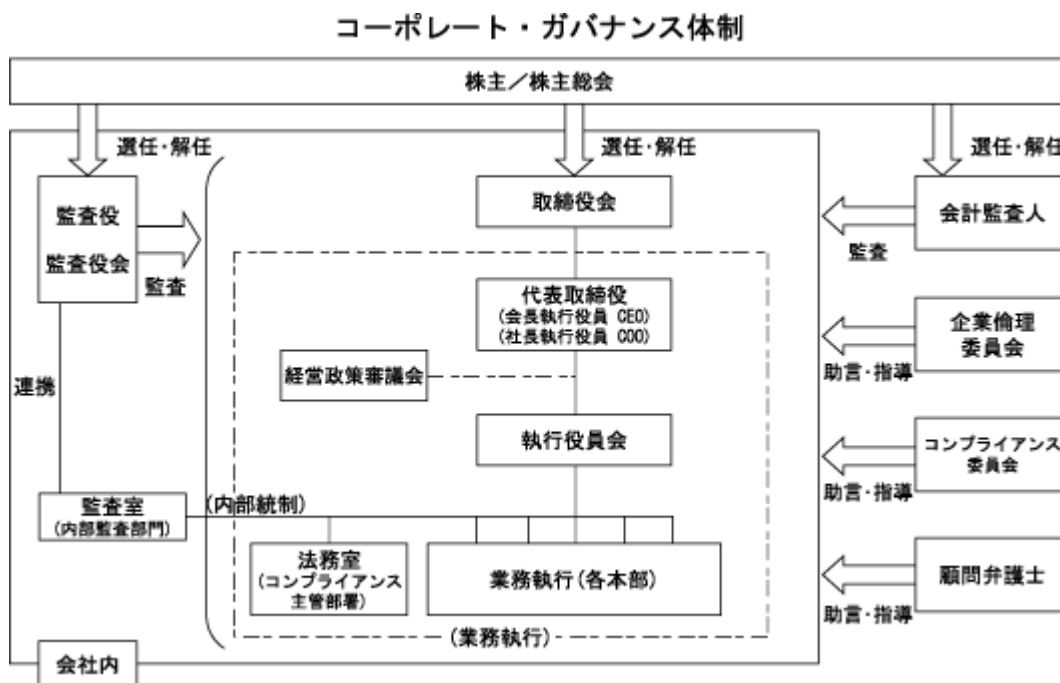 コーポレート・ガバナンス体制
株主／株主総会
選任・解任
選任・解任
選任・解任
監査役
監査役会
監査
取締役会
会計監査人
監査
代表取締役
(会長執行役員 CEO)
(社長執行役員 COO)
企業倫理
委員会
助言・指導
経営政策審議会
連携
執行役員会
コンプライアンス
委員会
助言・指導
監査室
(内部監査部門)
(内部統制)
法務室
(コンプライアンス
主管部署)
業務執行(各本部)
顧問弁護士
助言・指導
(業務執行)
会社内